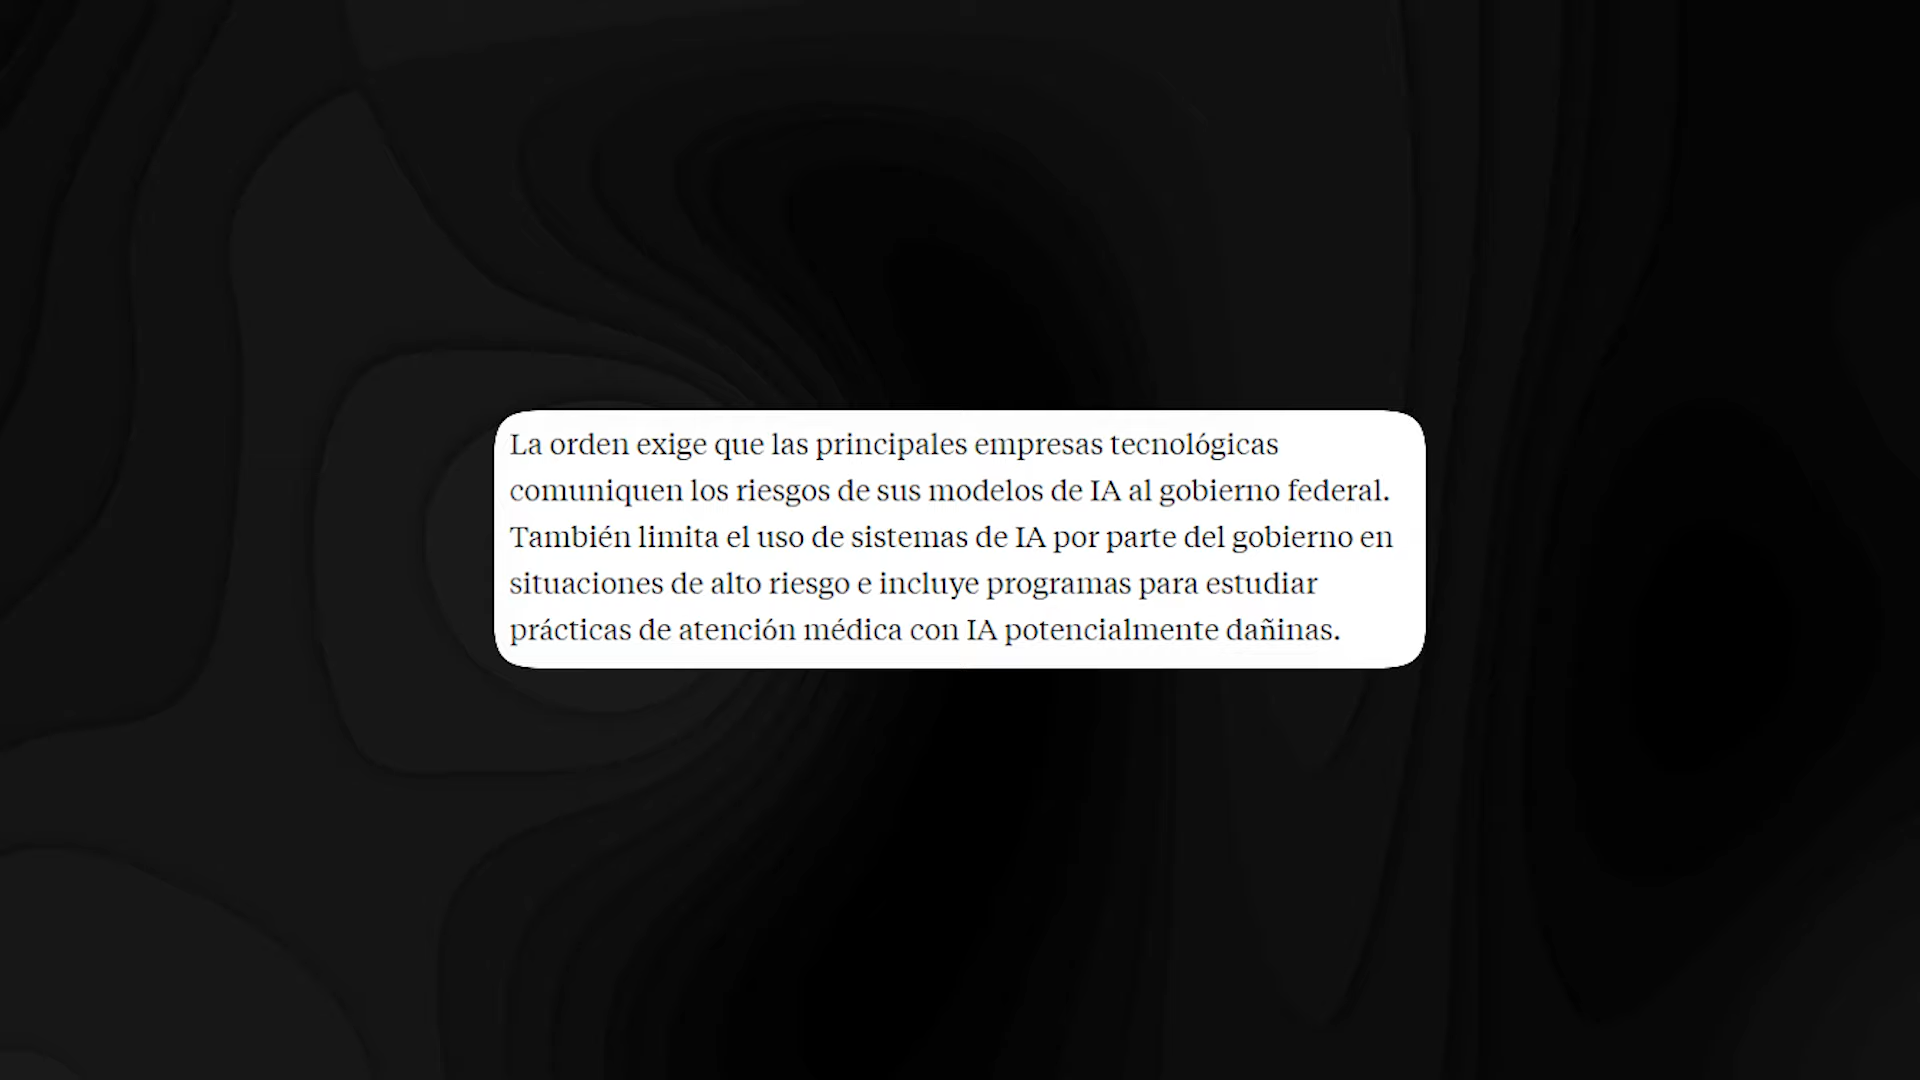 La orden exige que las principales empresas tecnológicas
comuniquen los riesgos de sus modelos de IA al gobierno federal.
También limita el uso de sistemas de IA por parte del gobierno en
situaciones de alto riesgo e incluye programas para estudiar
prácticas de atención médica con IA potencialmente dañinas.